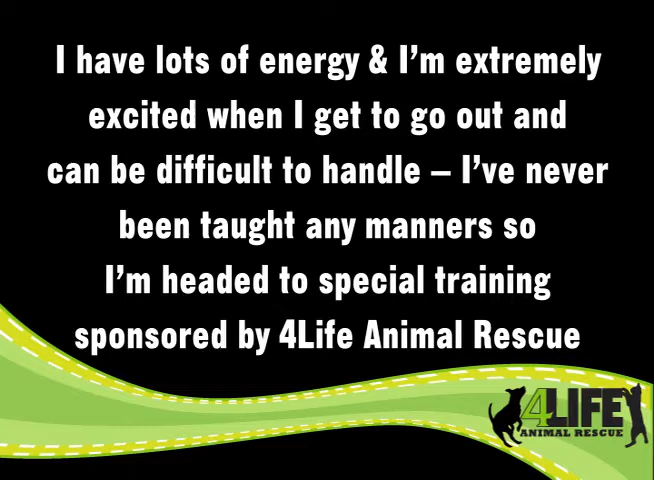 I have lots of energy & I'm extremely
excited when I get to go out and
can be difficult to handle – I've never
been taught any manners so
I'm headed to special training
sponsored by 4Life Animal Rescue
4LIFE
ANIMAL RESCUE